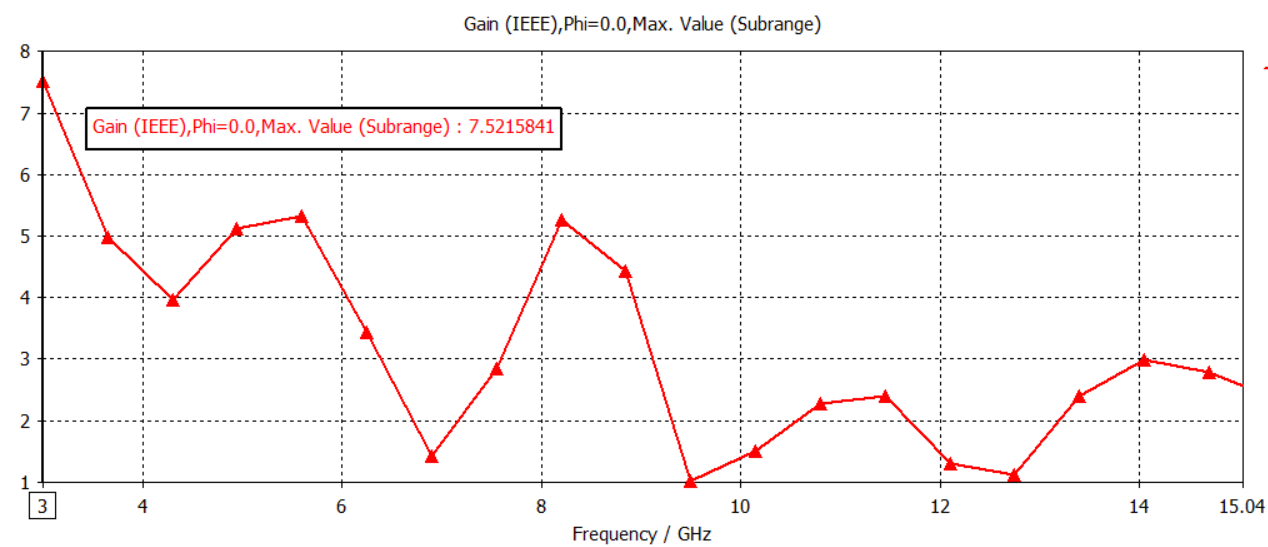 Gain (IEEE),Phi=0.0,Max. Value (Subrange)
8
7
Gain (IEEE),Phi=0.0,Max. Value (Subrange) : 7.5215841
6
5
4
3
2
1
3 4 6 8 10 12 14 15.04
Frequency / GHz